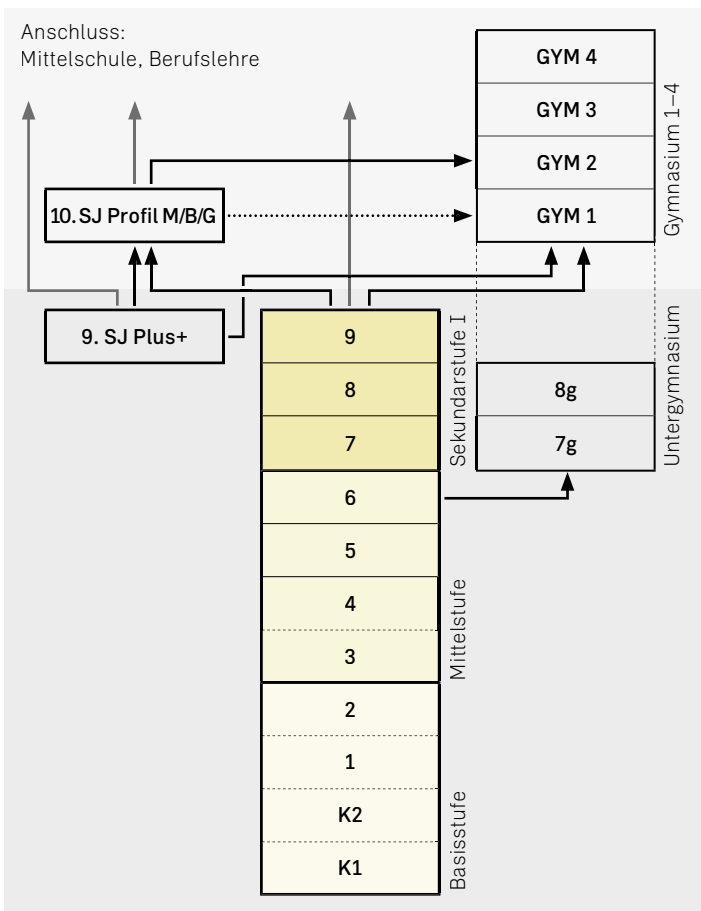 Anschluss:
Mittelschule, Berufslehre
GYM 4
GYM 3
GYM 2
GYM 1
Gymnasium 1–4
10. SJ Profil M/B/G
9. SJ Plus+
9
8
7
Sekundarstufe I
8g
7g
Untergymnasium
6
5
4
3
Mittelstufe
2
1
K2
K1
Basisstufe